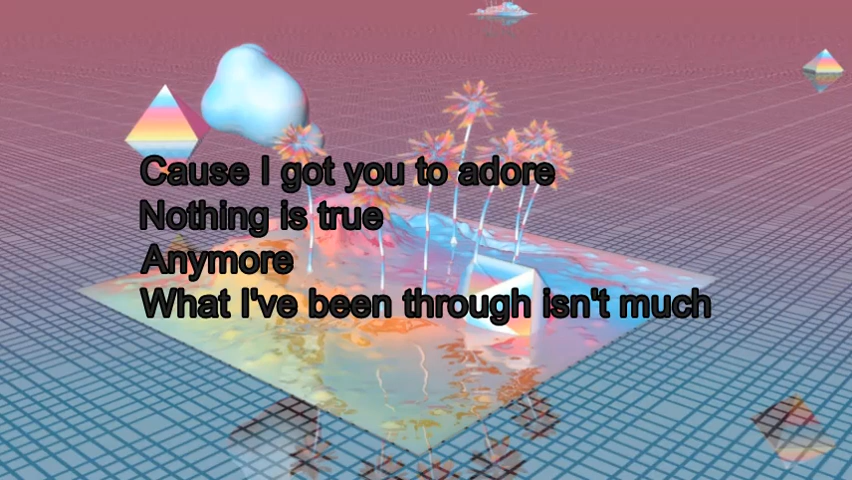 Cause I got you to adore
Nothing is true
Anymore
What I've been through isn't much